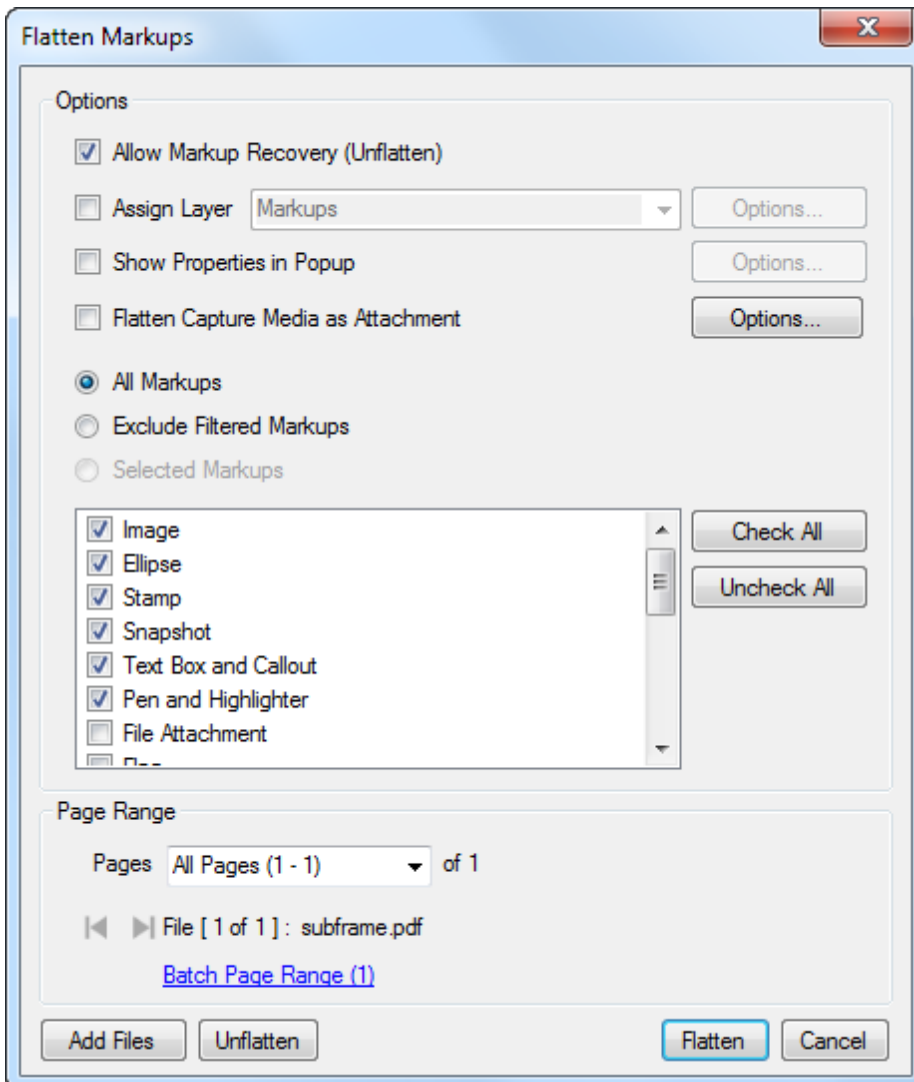 Flatten Markups
Options
Allow Markup Recovery (Unflatten)
Assign Layer Markups Options...
Show Properties in Popup Options...
Flatten Capture Media as Attachment Options...
All Markups
Exclude Filtered Markups
Selected Markups
Image Check All
Ellipse
Stamp Uncheck All
Snapshot
Text Box and Callout
Pen and Highlighter
File Attachment
Page Range
Pages All Pages (1 - 1) of 1
File [ 1 of 1 ] : subframe.pdf
Batch Page Range (1)
Add Files Unflatten Flatten Cancel